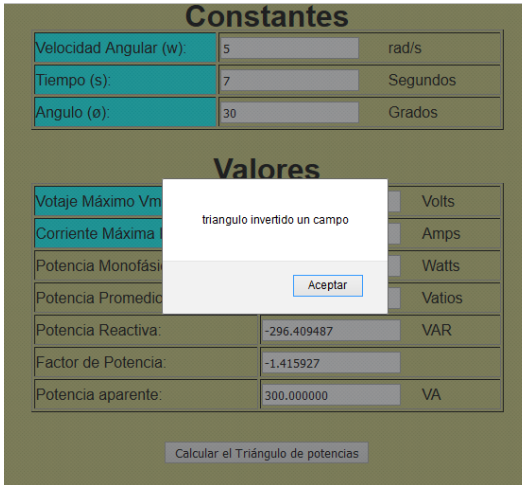 Constantes
Velocidad Angular (w): 5 rad/s
Tiempo (s): 7 Segundos
Angulo (ø): 30 Grados
Valores
Votaje Máximo Vm Volts
Corriente Máxima Amps
triangulo invertido un campo
Potencia Watts
Aceptar
Potencia Vatios
Potencia Reactiva: -296.409487 VAR
Factor de Potencia: -1.415927
Potencia aparente: 300.000000 VA
Calcular el Triángulo de potencias